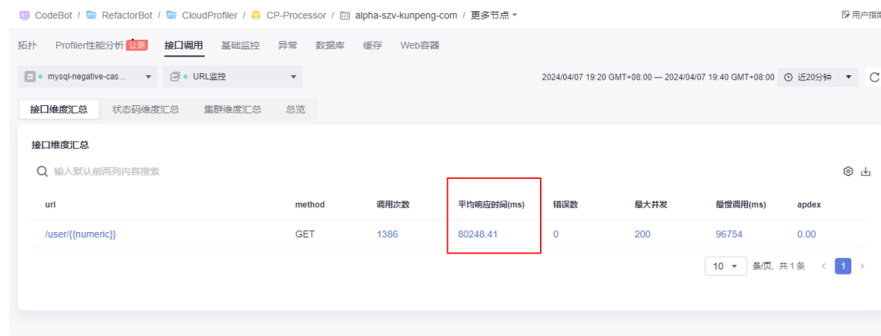 CodeBot / RefactorBot / CloudProfiler / CP-Processor / alpha-szv-kunpeng-com / 更多节点 用户指南
拓扑 Profiler性能分析 公测 接口调用 基础监控 异常 数据库 缓存 Web容器
mysql-negative-cas... URL监控 2024/04/07 19:20 GMT+08:00 — 2024/04/07 19:40 GMT+08:00 近20分钟
接口维度汇总 状态码维度汇总 集群维度汇总 总览
接口维度汇总
输入默认前两列内容搜索
url method 调用次数 平均响应时间(ms) 错误数 最大并发 最慢调用(ms) apdex
/user/{{numeric}} GET 1386 80248.41 0 200 96754 0.00
10 条/页, 共 1 条 < 1 >